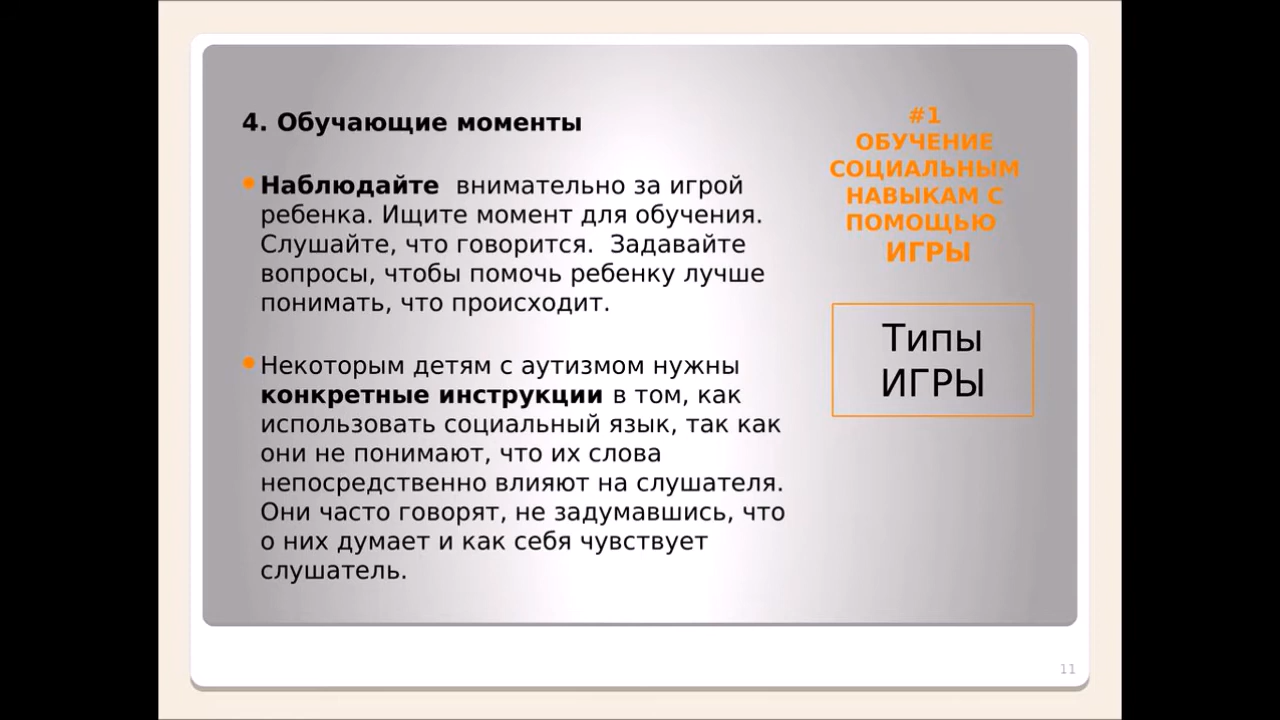 4. Обучающие моменты
Наблюдайте внимательно за игрой
ребенка. Ищите момент для обучения.
Слушайте, что говорится. Задавайте
вопросы, чтобы помочь ребенку лучше
понимать, что происходит.
Некоторым детям с аутизмом нужны
конкретные инструкции в том, как
использовать социальный язык, так как
они не понимают, что их слова
непосредственно влияют на слушателя.
Они часто говорят, не задумавшись, что
о них думает и как себя чувствует
слушатель.
#1
ОБУЧЕНИЕ
СОЦИАЛЬНЫМ
НАВЫКАМ С
ПОМОЩЬЮ
ИГРЫ
Типы
ИГРЫ
11